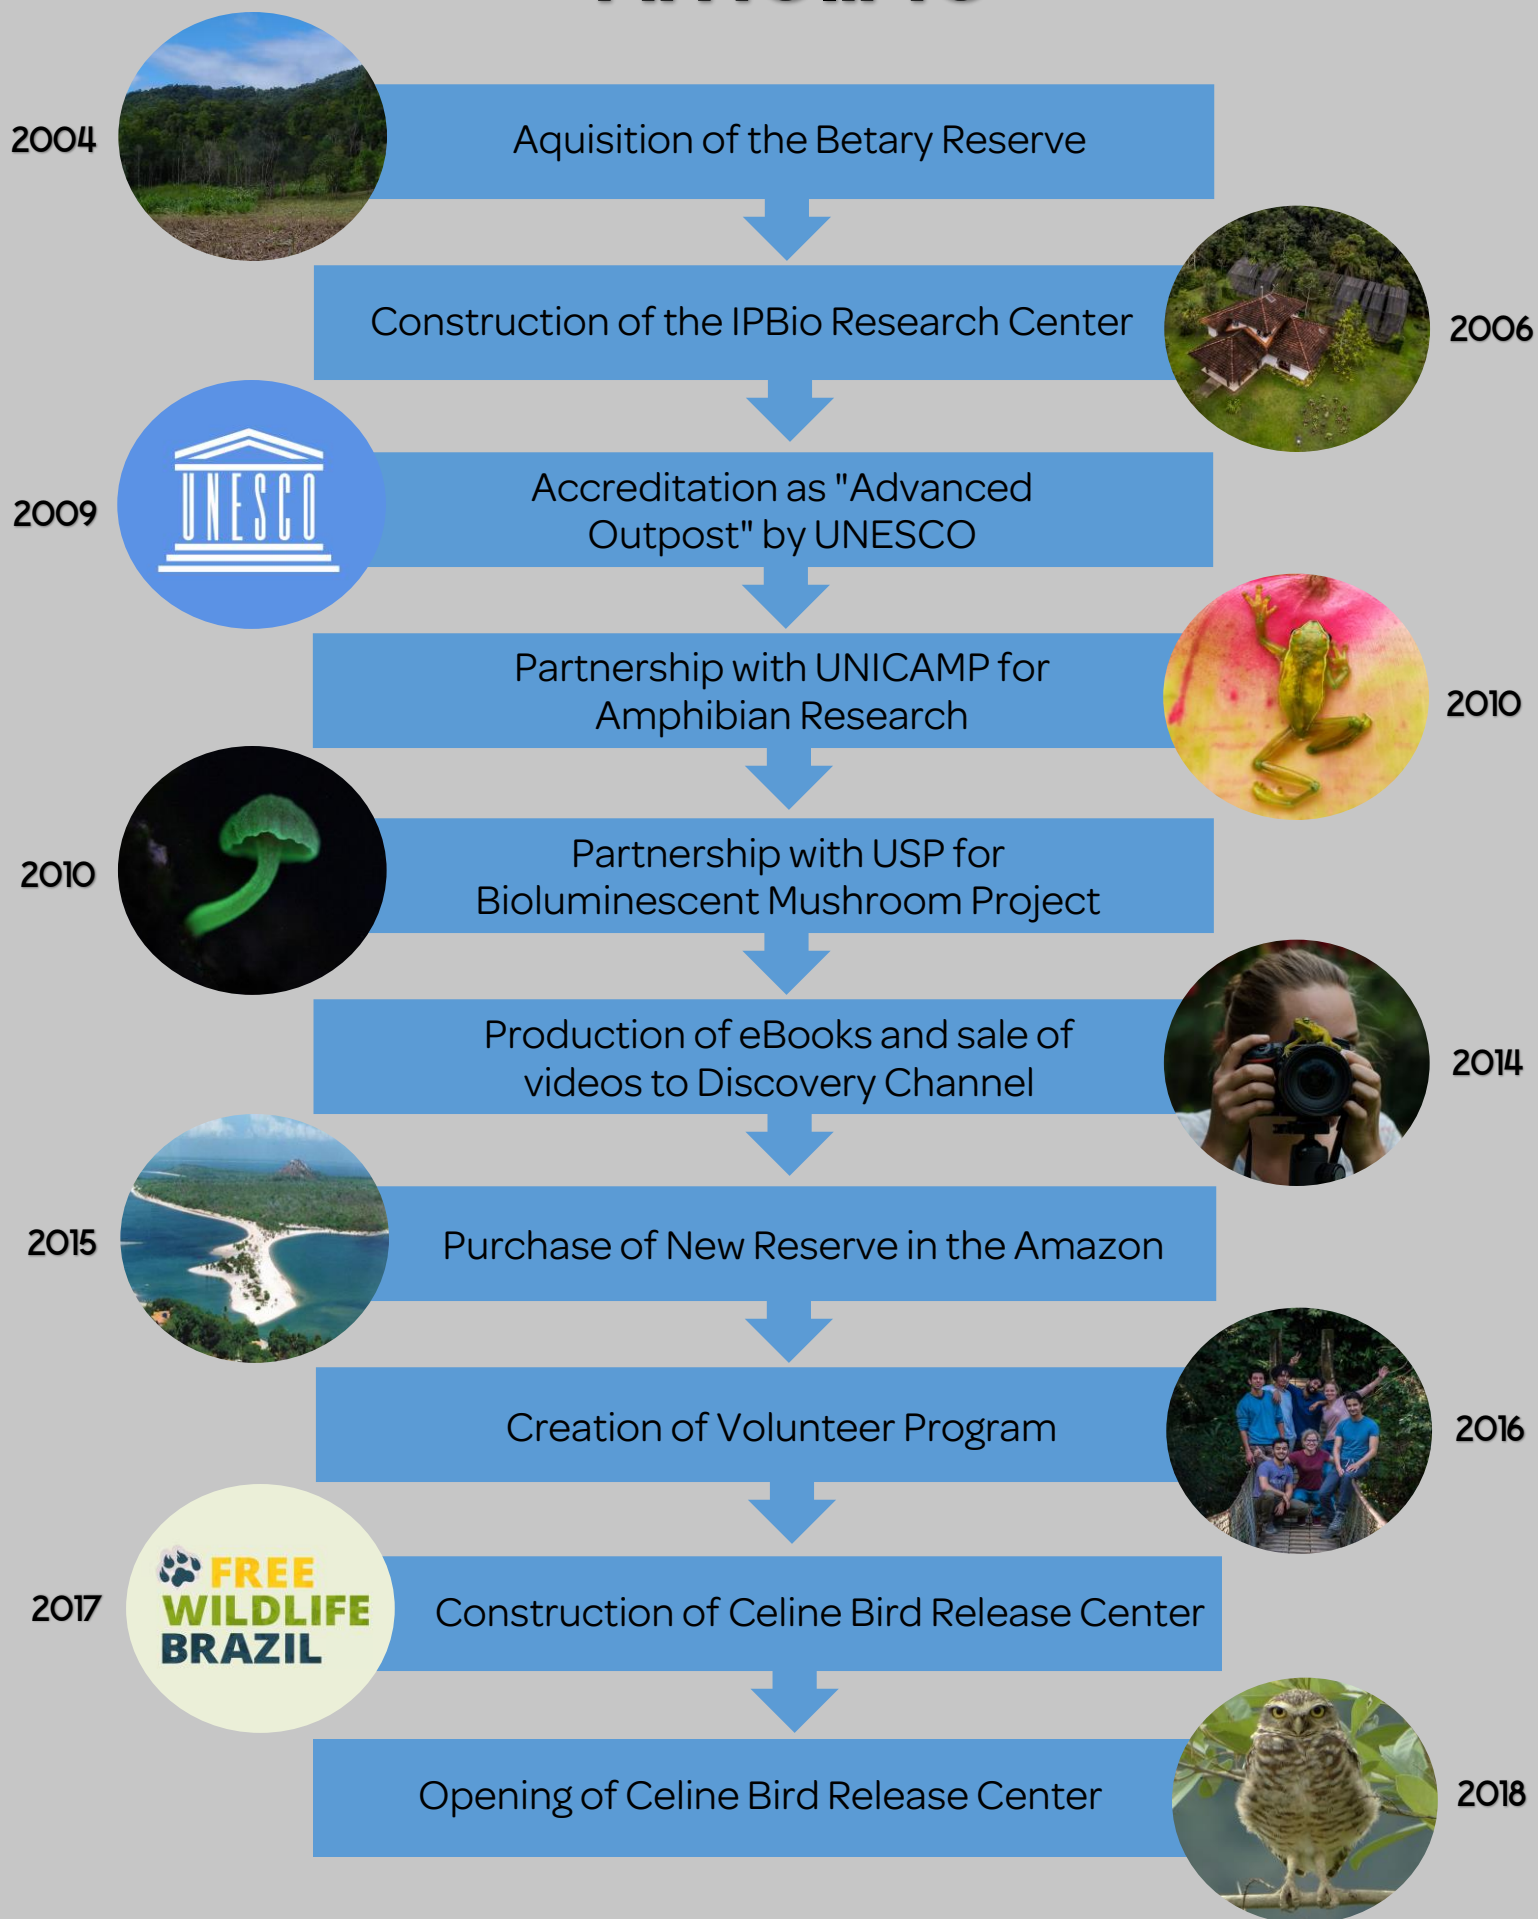 2004
Aquisition of the Betary Reserve
Construction of the IPBio Research Center
2006
2009
UNESCO
Accreditation as "Advanced
Outpost" by UNESCO
Partnership with UNICAMP for
Amphibian Research
2010
2010
Partnership with USP for
Bioluminescent Mushroom Project
Production of eBooks and sale of
videos to Discovery Channel
2014
2015
Purchase of New Reserve in the Amazon
Creation of Volunteer Program
2016
2017
FREE
WILDLIFE
BRAZIL
Construction of Celine Bird Release Center
Opening of Celine Bird Release Center
2018